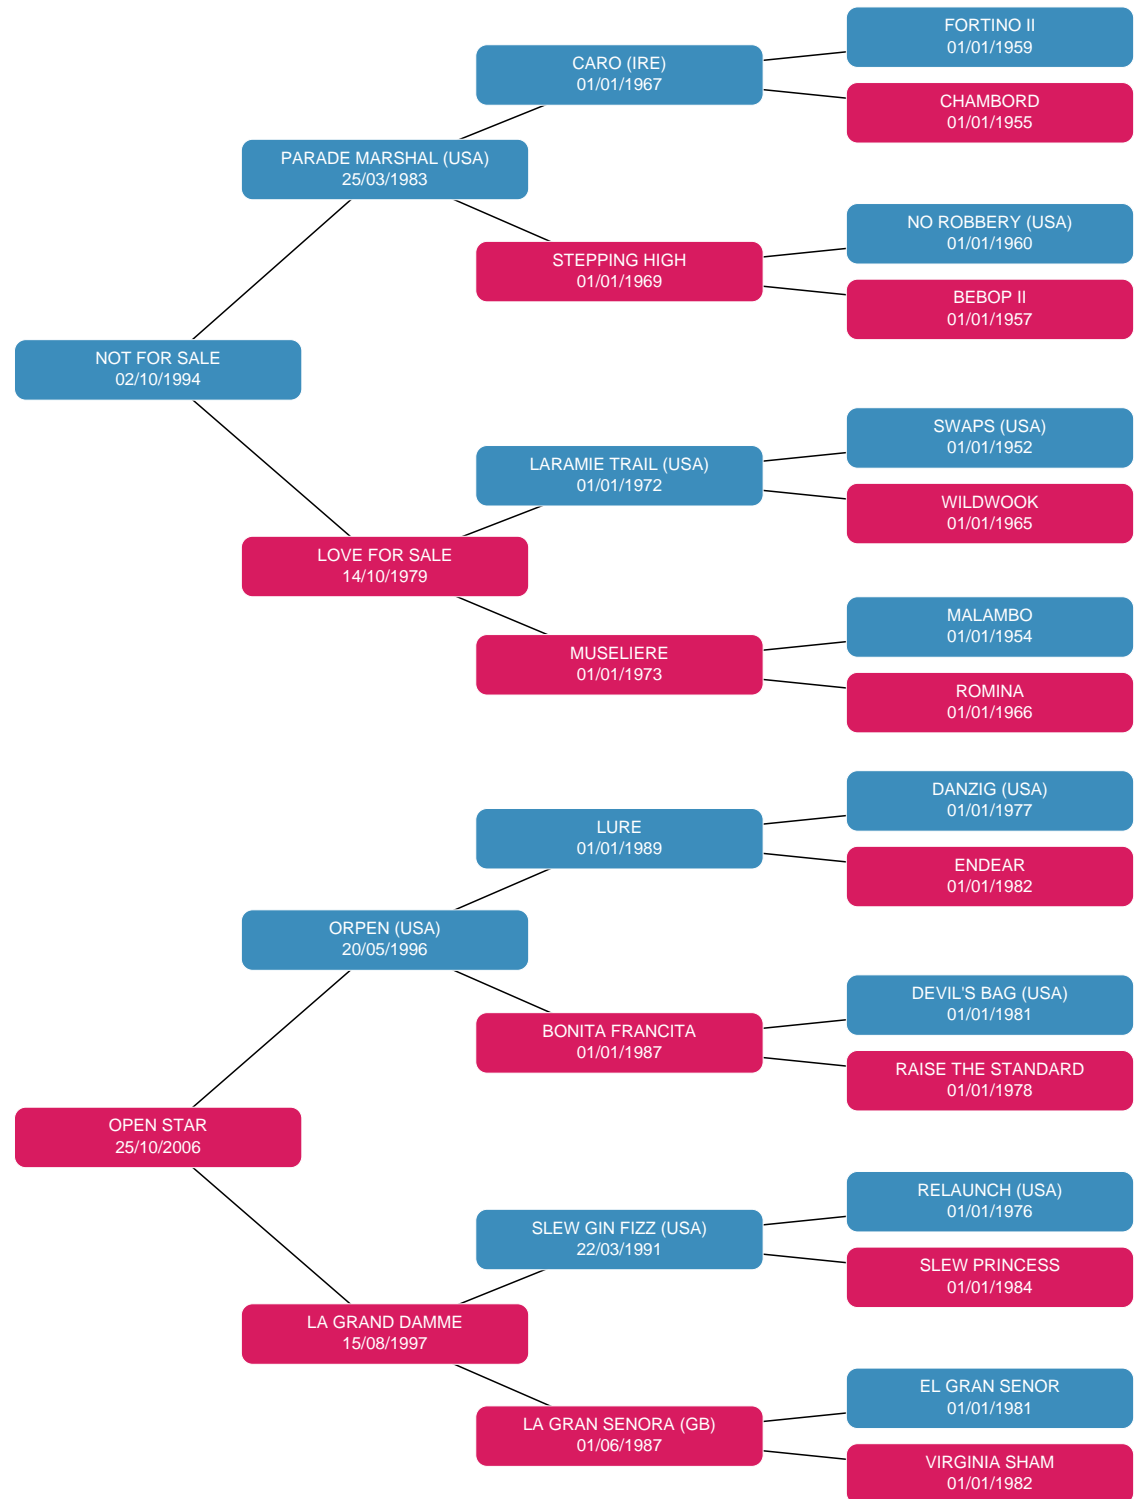 FORTINO II
01/01/1959
CARO (IRE)
01/01/1967
CHAMBORD
01/01/1955
PARADE MARSHAL (USA)
25/03/1983
NO ROBBERY (USA)
01/01/1960
STEPPING HIGH
01/01/1969
BEBOP II
01/01/1957
NOT FOR SALE
02/10/1994
SWAPS (USA)
01/01/1952
LARAMIE TRAIL (USA)
01/01/1972
WILDWOOK
01/01/1965
LOVE FOR SALE
14/10/1979
MALAMBO
01/01/1954
MUSELIERE
01/01/1973
ROMINA
01/01/1966
DANZIG (USA)
01/01/1977
LURE
01/01/1989
ENDEAR
01/01/1982
ORPEN (USA)
20/05/1996
DEVIL'S BAG (USA)
01/01/1981
BONITA FRANCITA
01/01/1987
RAISE THE STANDARD
01/01/1978
OPEN STAR
25/10/2006
RELAUNCH (USA)
01/01/1976
SLEW GIN FIZZ (USA)
22/03/1991
SLEW PRINCESS
01/01/1984
LA GRAND DAMME
15/08/1997
EL GRAN SENOR
01/01/1981
LA GRAN SENORA (GB)
01/06/1987
VIRGINIA SHAM
01/01/1982